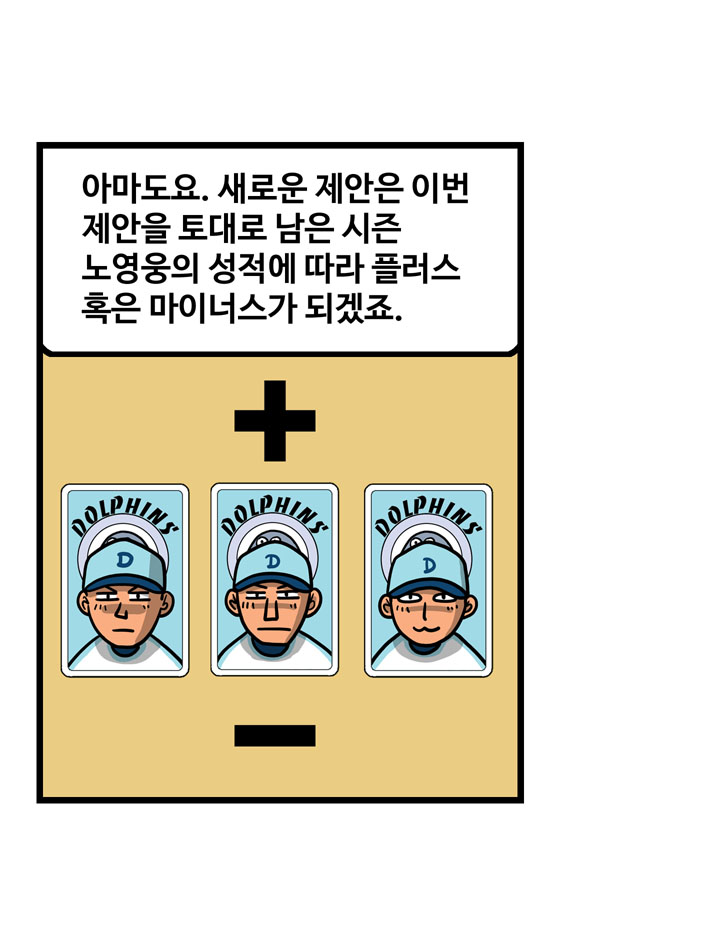 아마도요. 새로운 제안은 이번
제안을 토대로 남은 시즌
노영웅의 성적에 따라 플러스
혹은 마이너스가 되겠죠.
+
DOLPHINS
D
DOLPHINS
D
DOLPHINS
D
-